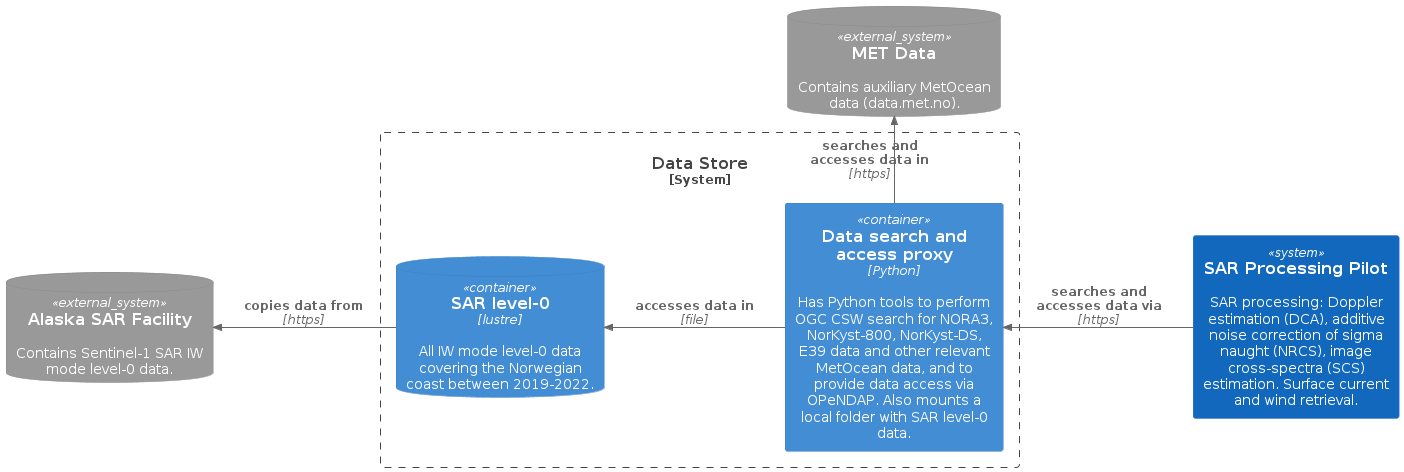 «external_system»
MET Data
Contains auxiliary MetOcean
data (data.met.no).
searches and
accesses data in
[https]
Data Store
[System]
«container»
Data search and
access proxy
[Python]
Has Python tools to perform
OGC CSW search for NORA3,
NorKyst-800, NorKyst-DS,
E39 data and other relevant
MetOcean data, and to
provide data access via
OPeNDAP. Also mounts a
local folder with SAR level-0
data.
«system»
SAR Processing Pilot
SAR processing: Doppler
estimation (DCA), additive
noise correction of sigma
naught (NRCS), image
cross-spectra (SCS)
estimation. Surface current
and wind retrieval.
searches and
accesses data via
[https]
«container»
SAR level-0
[lustre]
All IW mode level-0 data
covering the Norwegian
coast between 2019-2022.
accesses data in
[file]
«external_system»
Alaska SAR Facility
Contains Sentinel-1 SAR IW
mode level-0 data.
copies data from
[https]